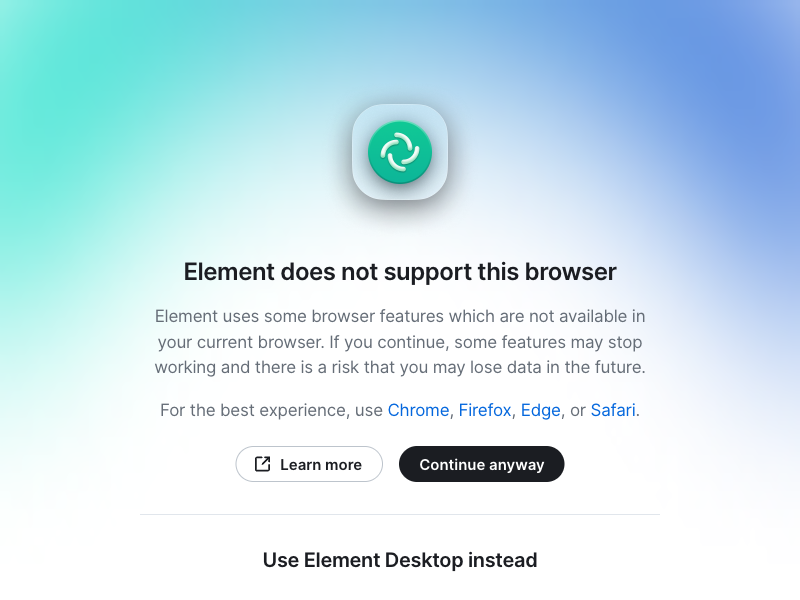 Element does not support this browser
Element uses some browser features which are not available in
your current browser. If you continue, some features may stop
working and there is a risk that you may lose data in the future.
For the best experience, use Chrome, Firefox, Edge, or Safari.
Learn more
Continue anyway
Use Element Desktop instead